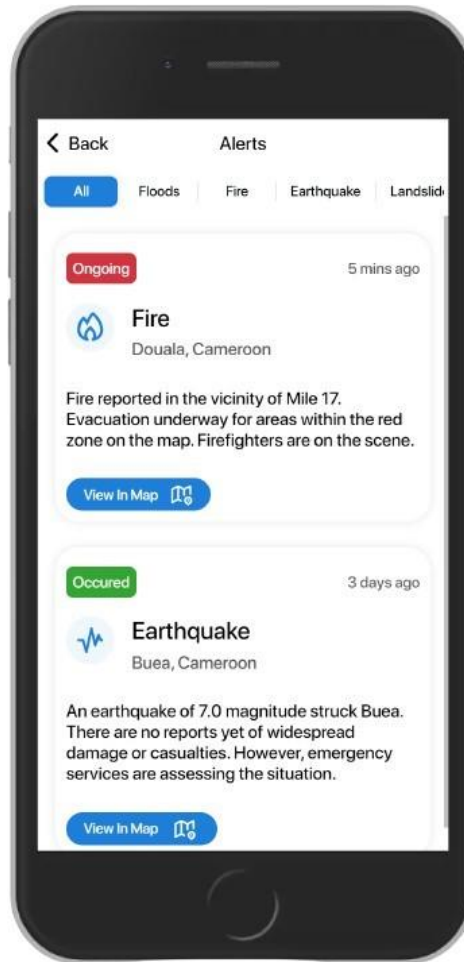 Back Alerts
All Floods Fire Earthquake Landslid
Ongoing 5 mins ago
Fire
Douala, Cameroon
Fire reported in the vicinity of Mile 17.
Evacuation underway for areas within the red
zone on the map. Firefighters are on the scene.
View In Map
Occured 3 days ago
Earthquake
Buea, Cameroon
An earthquake of 7.0 magnitude struck Buea.
There are no reports yet of widespread
damage or casualties. However, emergency
services are assessing the situation.
View In Map